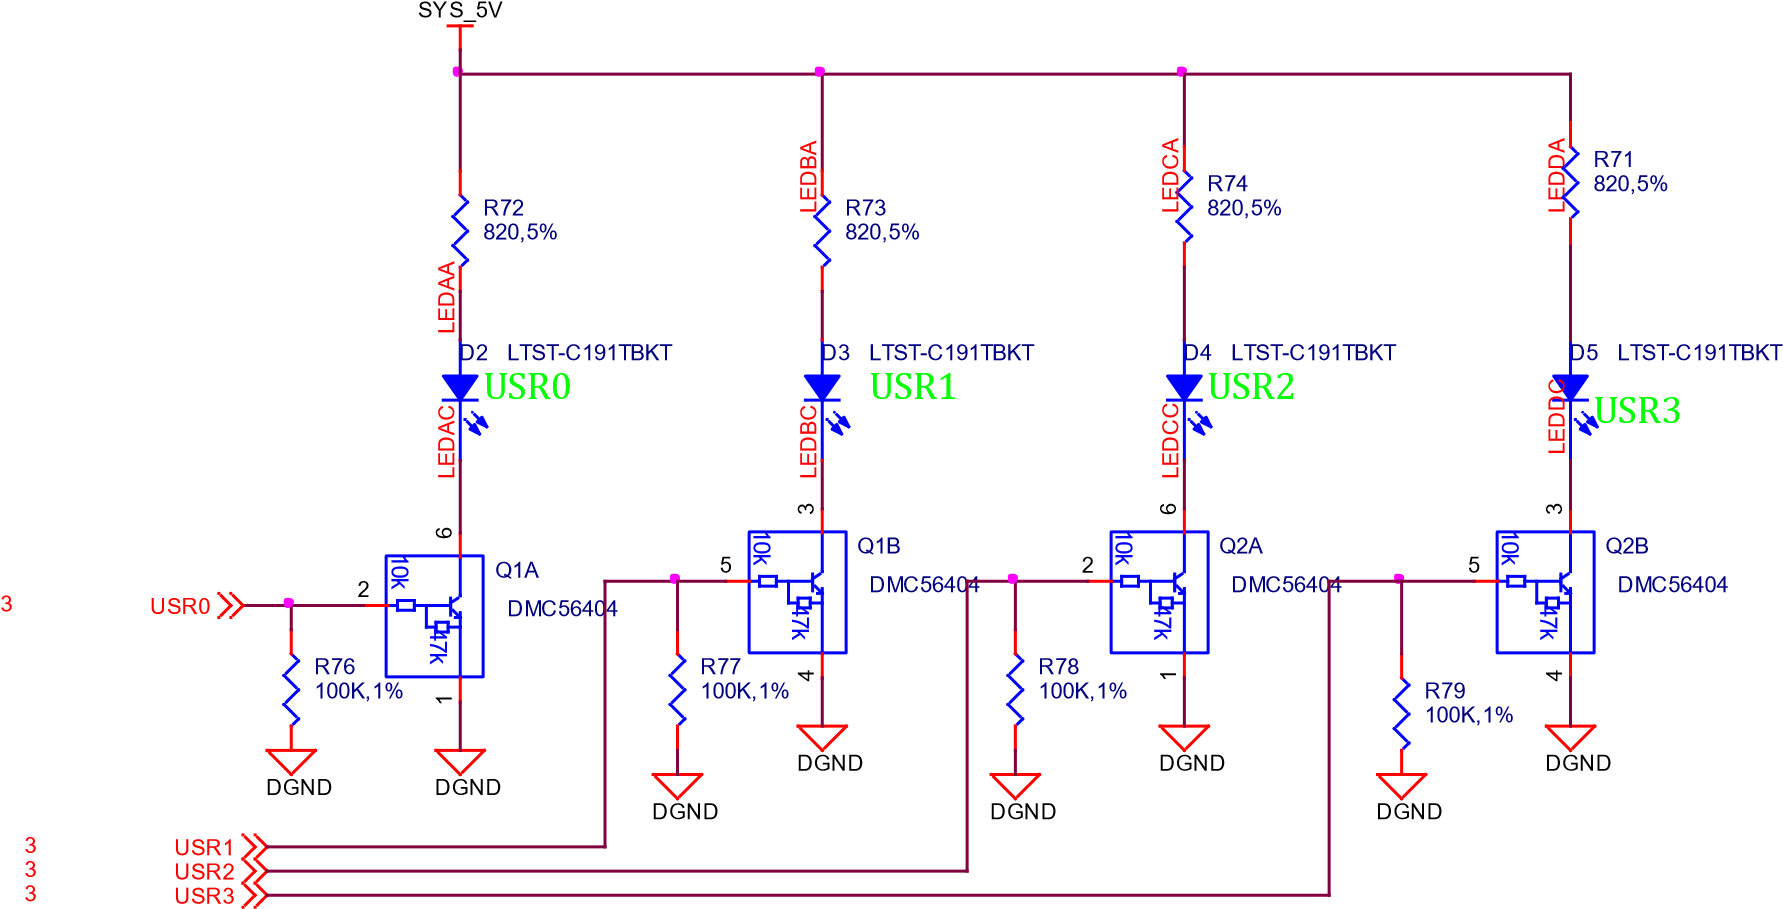 SYS_5V
LEDBA
LEDCA
LEDDA
R71
820,5%
R74
820,5%
R72
820,5%
R73
820,5%
LEDAA
D2 LTST-C191TBKT
USR0
D3 LTST-C191TBKT
USR1
D4 LTST-C191TBKT
USR2
D5 LTST-C191TBKT
USR3
LEDAC
LEDBC
LEDCC
LEDDC
6
3
6
3
10k
Q1A
DMC56404
47k
2
1
10k
Q1B
DMC56404
47k
5
4
10k
Q2A
DMC56404
47k
2
1
10k
Q2B
DMC56404
47k
5
4
3
USR0
R76
100K,1%
R77
100K,1%
R78
100K,1%
R79
100K,1%
DGND
DGND
DGND
DGND
DGND
DGND
DGND
DGND
3 USR1
3 USR2
3 USR3